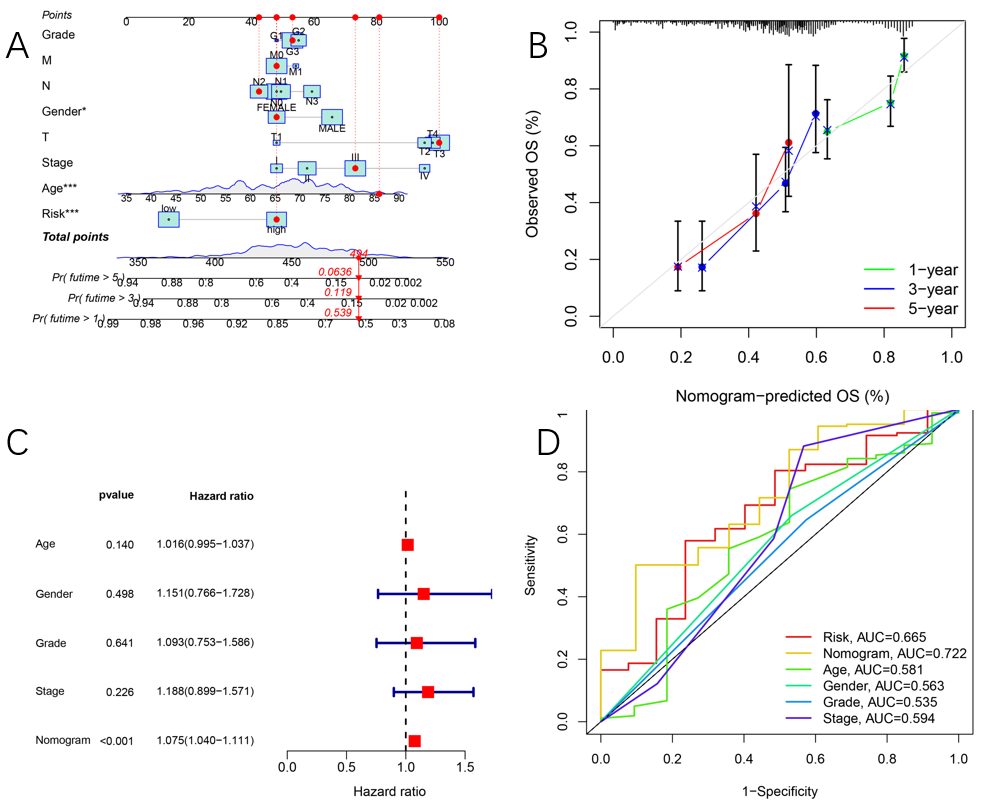 A
Points
0 20 40 60 80 100
Grade
G1 G2
G3
M
M0
M1
N
N2 N1
N0 N3
Gender*
FEMALE
MALE
T
T1 T4
T2 T3
Stage
I III
II IV
Age***
35 40 45 50 55 60 65 70 75 80 85 90
Risk***
low
high
Total points
494
350 400 450 500 550
0.0636
Pr( futime > 5)
0.94 0.88 0.8 0.6 0.4 0.15 0.02 0.002
0.119
Pr( futime > 3)
0.94 0.88 0.8 0.6 0.4 0.15 0.02 0.002
0.539
Pr( futime > 1)
0.99 0.98 0.96 0.92 0.85 0.7 0.5 0.3 0.08
B
Observed OS (%)
1.0
0.8
0.6
0.4
0.2
0.0
1−year
3−year
5−year
0.0 0.2 0.4 0.6 0.8 1.0
Nomogram−predicted OS (%)
C
pvalue Hazard ratio
Age 0.140 1.016(0.995−1.037)
Gender 0.498 1.151(0.766−1.728)
Grade 0.641 1.093(0.753−1.586)
Stage 0.226 1.188(0.899−1.571)
Nomogram <0.001 1.075(1.040−1.111)
0.0 0.5 1.0 1.5
Hazard ratio
D
Sensitivity
1
0.8
0.6
0.4
0.2
0.0
Risk, AUC=0.665
Nomogram, AUC=0.722
Age, AUC=0.581
Gender, AUC=0.563
Grade, AUC=0.535
Stage, AUC=0.594
0.0 0.2 0.4 0.6 0.8 1.0
1-Specificity